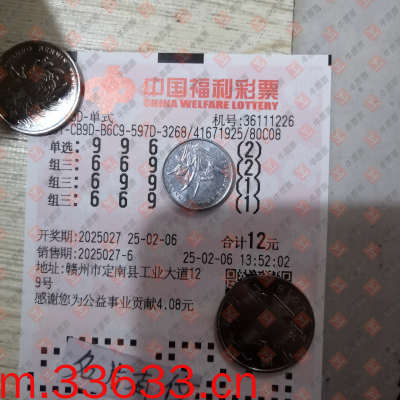 中国福利彩票
CHINA WELFARE LOTTERY
D-单式 机号:36111226
-CB9D-B6C9-597D-3268/41671925/80C08
单选: 9 9 6 (2)
组三: 6 6 9 (2)
组三: 6 6 9 (1)
组三: 6 6 9 (1)
开奖期:2025027 25-02-06 合计12元
销售期:2025027-6 25-02-06 13:52:02
地址:赣州市定南县工业大道12
9号
感谢您为公益事业贡献4.08元
m.33633.cn